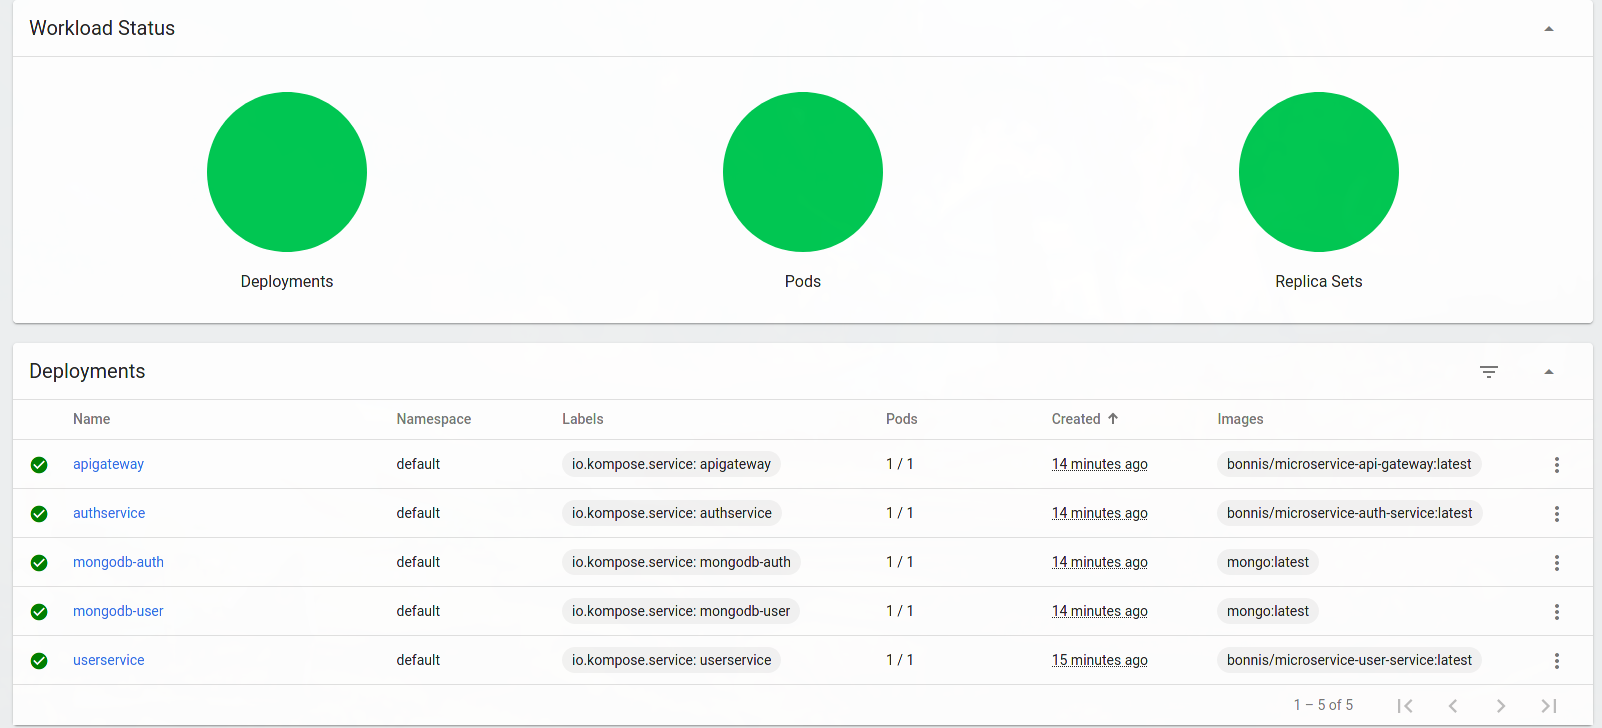 Workload Status
Deployments Pods Replica Sets
Deployments
Name Namespace Labels Pods Created Images
apigateway default io.kompose.service: apigateway 1 / 1 14 minutes ago bonnis/microservice-api-gateway:latest
authservice default io.kompose.service: authservice 1 / 1 14 minutes ago bonnis/microservice-auth-service:latest
mongodb-auth default io.kompose.service: mongodb-auth 1 / 1 14 minutes ago mongo:latest
mongodb-user default io.kompose.service: mongodb-user 1 / 1 14 minutes ago mongo:latest
userservice default io.kompose.service: userservice 1 / 1 15 minutes ago bonnis/microservice-user-service:latest
1 – 5 of 5